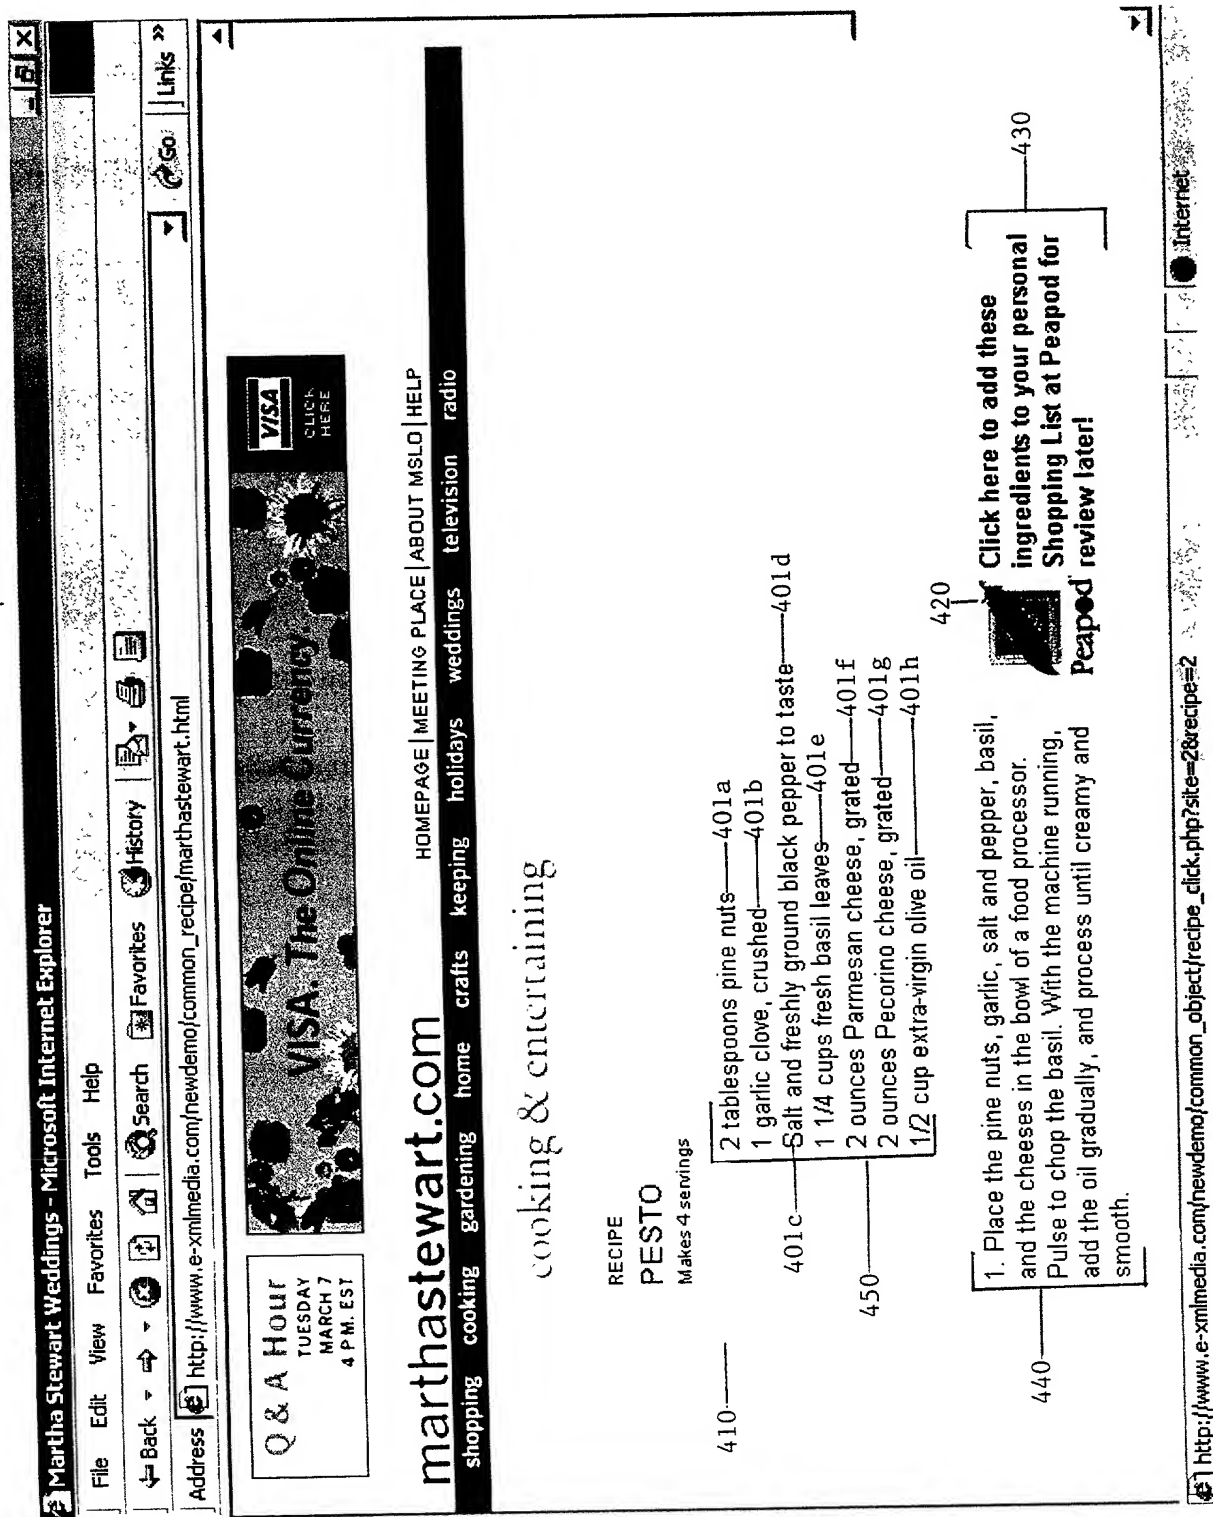 Martha Stewart Weddings - Microsoft Internet Explorer
File Edit View Favorites Tools Help
Back Search Favorites History
Address http://www.e-xmlmedia.com/newdemo/common_recipe/marthastewart.html Go Links »
Q & A Hour
TUESDAY
MARCH 7
4 P.M. EST
VISA. The Online Currency.
VISA
CLICK
HERE
marthastewart.com
HOMEPAGE | MEETING PLACE | ABOUT MSLO | HELP
shopping cooking gardening home crafts keeping holidays weddings television radio
cooking & entertaining
RECIPE
PESTO
Makes 4 servings
410
2 tablespoons pine nuts 401a
1 garlic clove, crushed 401b
401c Salt and freshly ground black pepper to taste 401d
1 1/4 cups fresh basil leaves 401e
2 ounces Parmesan cheese, grated 401f
450 2 ounces Pecorino cheese, grated 401g
1/2 cup extra-virgin olive oil 401h
440
1. Place the pine nuts, garlic, salt and pepper, basil,
and the cheeses in the bowl of a food processor.
Pulse to chop the basil. With the machine running,
add the oil gradually, and process until creamy and
smooth.
420
Peapod
Click here to add these
ingredients to your personal
Shopping List at Peapod for
review later!
430
http://www.e-xmlmedia.com/newdemo/common_object/recipe_click.php?site=2&recipe=2 Internet